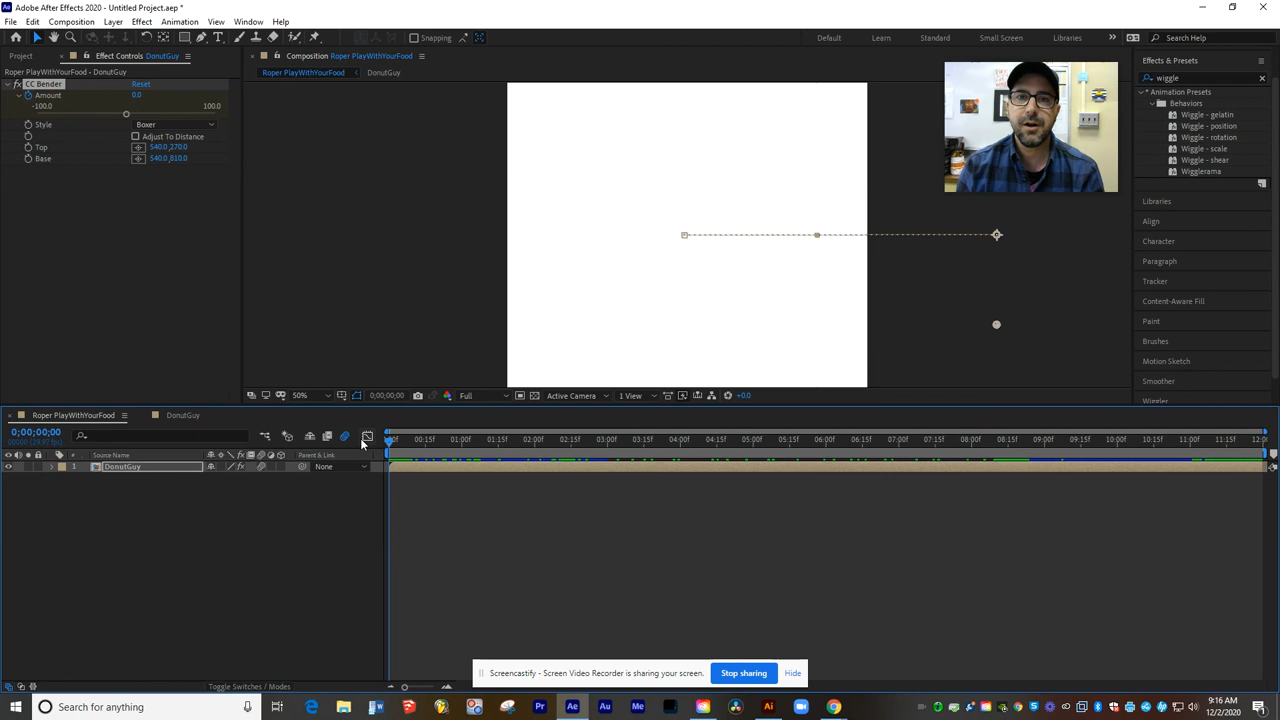 Adobe After Effects 2020 - Untitled Project.aep *
File Edit Composition Layer Effect Animation View Window Help
Snapping
Default Learn Standard Small Screen Libraries
Search Help
Project Effect Controls DonutGuy
Composition Roper PlayWithYourFood
Effects & Presets
Roper PlayWithYourFood • DonutGuy
Roper PlayWithYourFood DonutGuy
wiggle
CC Bender Reset
Amount 0.0
-100.0 100.0
Style Boxer
Adjust To Distance
Top 540.0,270.0
Base 540.0,810.0
* Animation Presets
Behaviors
Wiggle - gelatin
Wiggle - position
Wiggle - rotation
Wiggle - scale
Wiggle - shear
Wigglerama
Libraries
Align
Character
Paragraph
Tracker
Content-Aware Fill
Paint
Brushes
Motion Sketch
Smoother
Wiggler
50% 0;00;00;00 Full Active Camera 1 View +0.0
Roper PlayWithYourFood DonutGuy
0;00;00;00
00000 (29.97 fps)
00:15f 01:00f 01:15f 02:00f 02:15f 03:00f 03:15f 04:00f 04:15f 05:00f 05:15f 06:00f 06:15f 07:00f 07:15f 08:00f 08:15f 09:00f 09:15f 10:00f 10:15f 11:00f 11:15f 12:0
# Source Name Parent & Link
1 DonutGuy None
Screencastify - Screen Video Recorder is sharing your screen. Stop sharing Hide
Toggle Switches / Modes
Search for anything
9:16 AM
12/2/2020